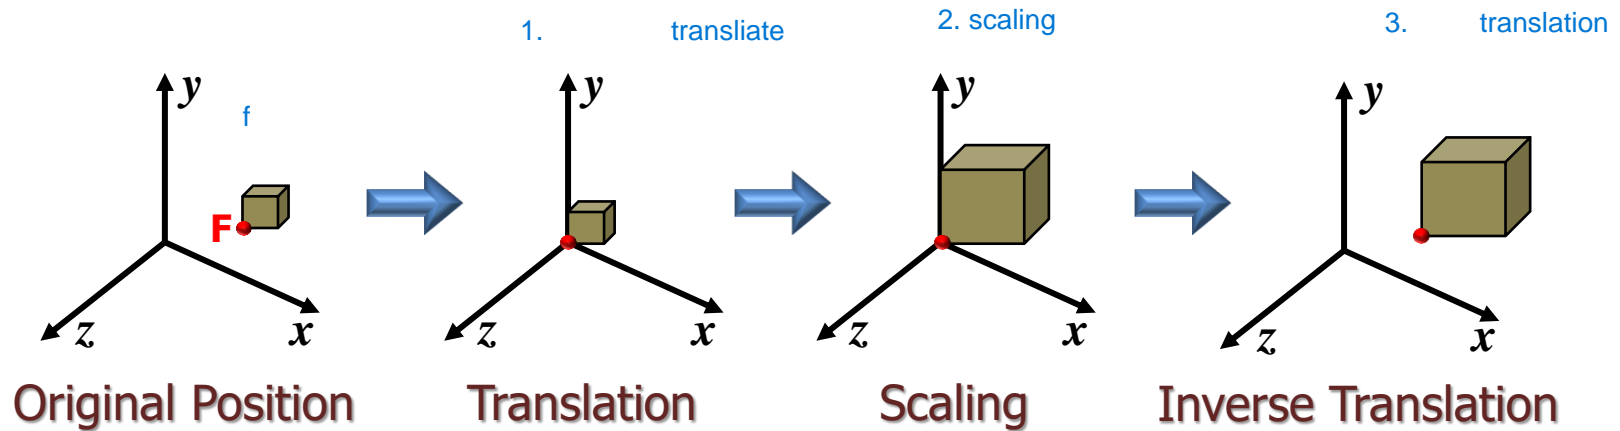 1. transliate
2. scaling
3. translation
y
f
F
z
x
y
z
x
y
z
x
y
z
x
Original Position
Translation
Scaling
Inverse Translation